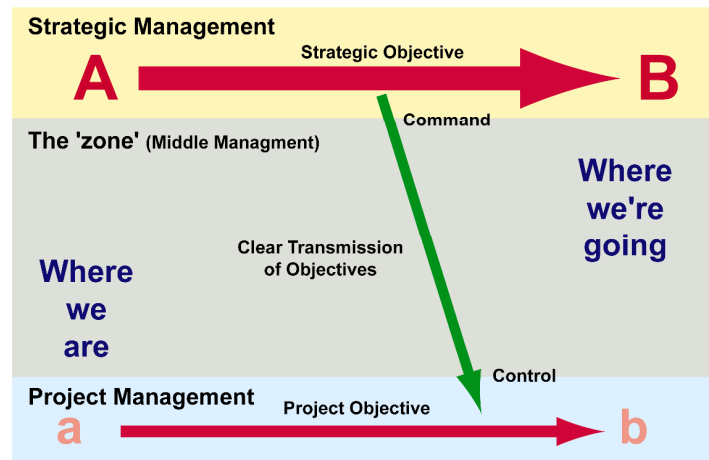 Strategic Management
Strategic Objective
A
B
Command
The 'zone' (Middle Managment)
Where
we're
going
Clear Transmission
of Objectives
Where
we
are
Control
Project Management
Project Objective
a
b